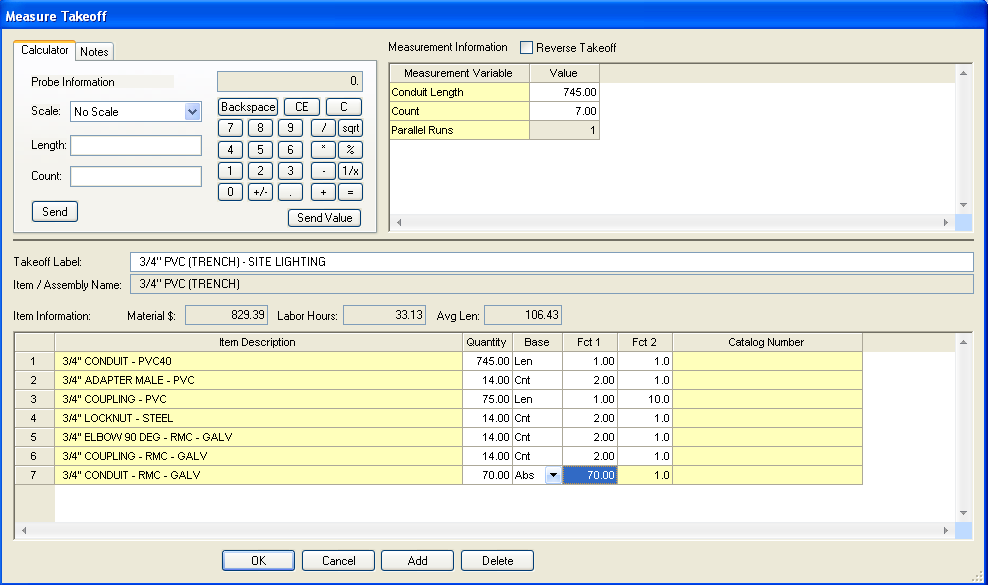 Measure Takeoff
Calculator Notes
Probe Information
Scale: No Scale
Length:
Count:
Send
0.
Backspace CE C
7 8 9 / sqrt
4 5 6 * %
1 2 3 - 1/x
0 +/- . + =
Send Value
Measurement Information Reverse Takeoff
Measurement Variable Value
Conduit Length 745.00
Count 7.00
Parallel Runs 1
Takeoff Label: 3/4" PVC (TRENCH) - SITE LIGHTING
Item / Assembly Name: 3/4" PVC (TRENCH)
Item Information: Material $: 829.39 Labor Hours: 33.13 Avg Len: 106.43
Item Description Quantity Base Fct 1 Fct 2 Catalog Number
1 3/4" CONDUIT - PVC40 745.00 Len 1.00 1.0
2 3/4" ADAPTER MALE - PVC 14.00 Cnt 2.00 1.0
3 3/4" COUPLING - PVC 75.00 Len 1.00 10.0
4 3/4" LOCKNUT - STEEL 14.00 Cnt 2.00 1.0
5 3/4" ELBOW 90 DEG - RMC - GALV 14.00 Cnt 2.00 1.0
6 3/4" COUPLING - RMC - GALV 14.00 Cnt 2.00 1.0
7 3/4" CONDUIT - RMC - GALV 70.00 Abs 70.00 1.0
OK Cancel Add Delete